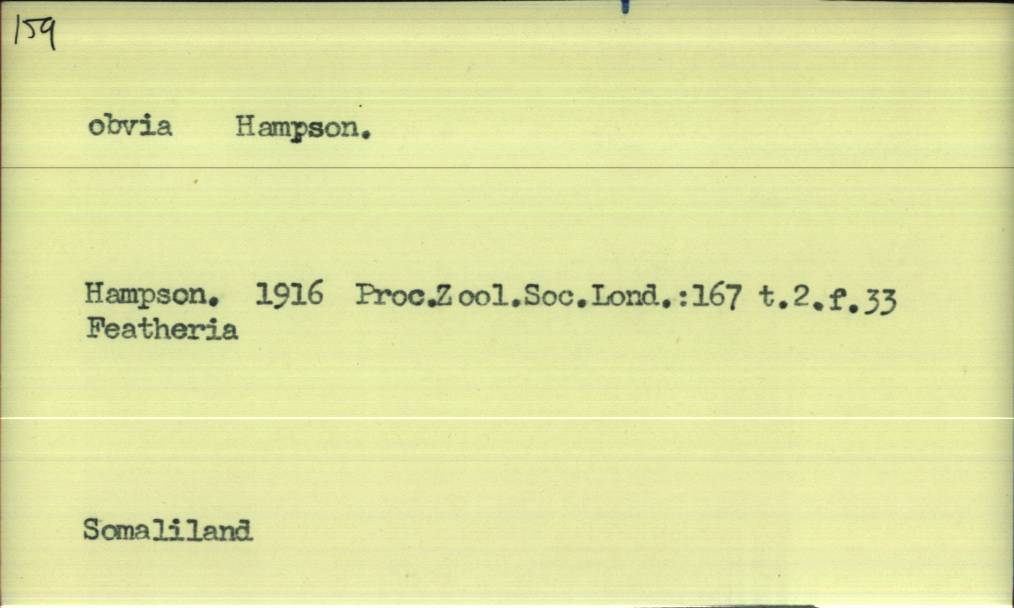 159
obvia Hampson.
Hampson. 1916 Proc.Zool.Soc.Lond.:167 t.2.f.33
Featheria
Somaliland